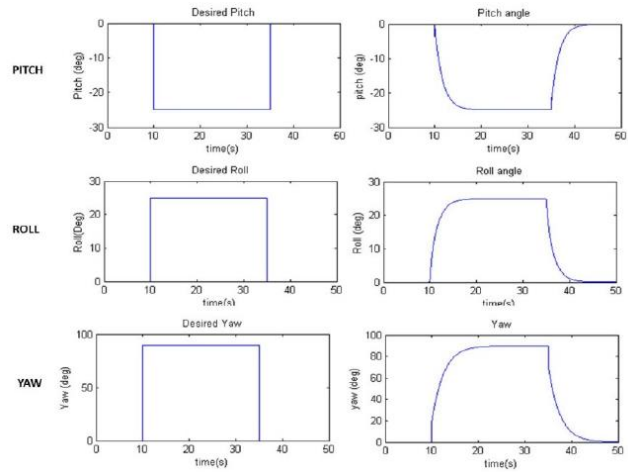 Desired Pitch
Pitch angle
PITCH
Pitch (deg)
0
-10
-20
-30
0 10 20 30 40 50
time(s)
pitch (deg)
0
-10
-20
-30
0 10 20 30 40 50 60
time(s)
Desired Roll
Roll angle
ROLL
Roll(Deg)
30
20
10
0
0 10 20 30 40 50
time(s)
Roll (deg)
30
20
10
0
0 10 20 30 40 50
time(s)
Desired Yaw
Yaw
YAW
Yaw (deg)
100
50
0
0 10 20 30 40 50
time(s)
yaw (deg)
100
80
60
40
20
0
0 10 20 30 40 50
time(s)